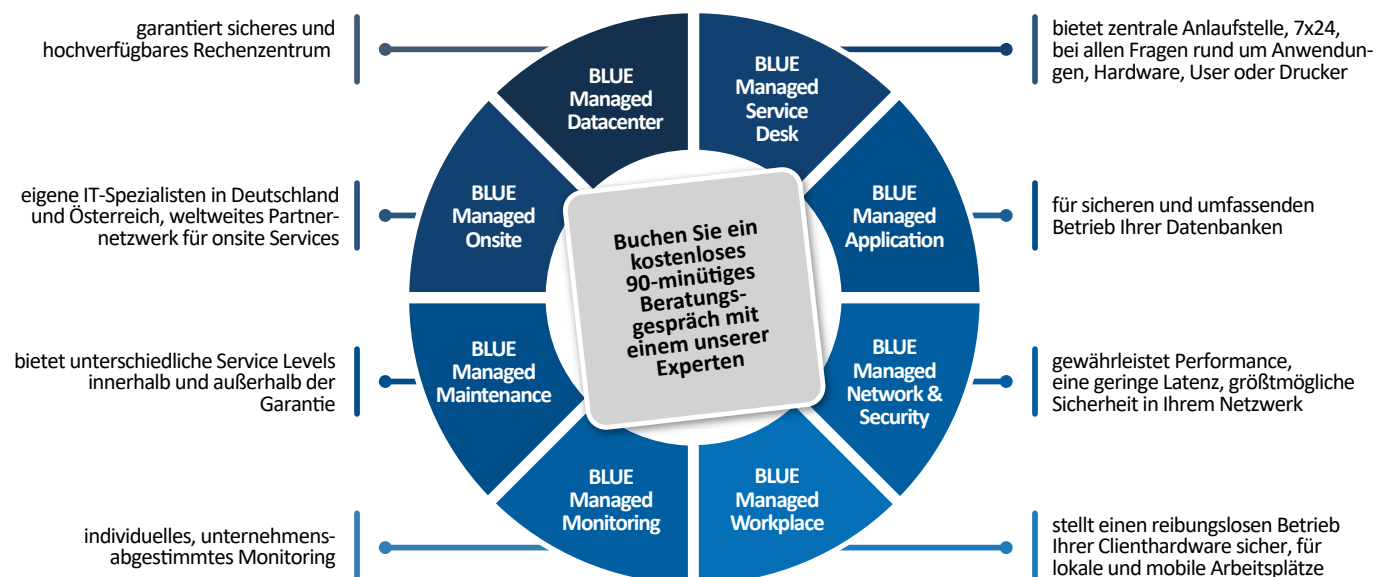 garantiert sicheres und
hochverfügbares Rechenzentrum
BLUE
Managed
Datacenter
BLUE
Managed
Service
Desk
bietet zentrale Anlaufstelle, 7x24,
bei allen Fragen rund um Anwendun-
gen, Hardware, User oder Drucker
eigene IT-Spezialisten in Deutschland
und Österreich, weltweites Partner-
netzwerk für onsite Services
BLUE
Managed
Onsite
BLUE
Managed
Application
für sicheren und umfassenden
Betrieb Ihrer Datenbanken
Buchen Sie ein
kostenloses
90-minütiges
Beratungs-
gespräch mit
einem unserer
Experten
bietet unterschiedliche Service Levels
innerhalb und außerhalb der
Garantie
BLUE
Managed
Maintenance
BLUE
Managed
Network &
Security
gewährleistet Performance,
eine geringe Latenz, größtmögliche
Sicherheit in Ihrem Netzwerk
individuelles, unternehmens-
abgestimmtes Monitoring
BLUE
Managed
Monitoring
BLUE
Managed
Workplace
stellt einen reibungslosen Betrieb
Ihrer Clienthardware sicher, für
lokale und mobile Arbeitsplätze